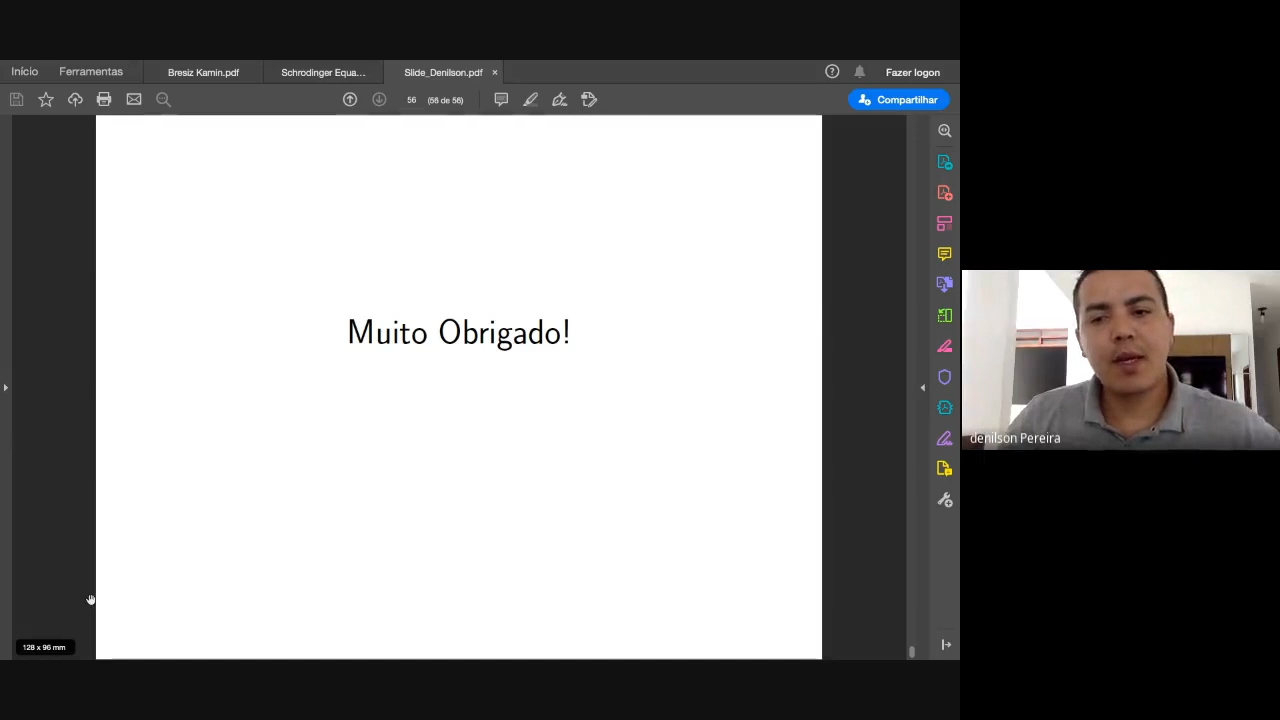 Início
Ferramentas
Bresiz Kamin.pdf
Schrodinger Equa...
Slide_Denilson.pdf
Fazer logon
56
(56 de 56)
Compartilhar
Muito Obrigado!
denilson Pereira
128 x 96 mm